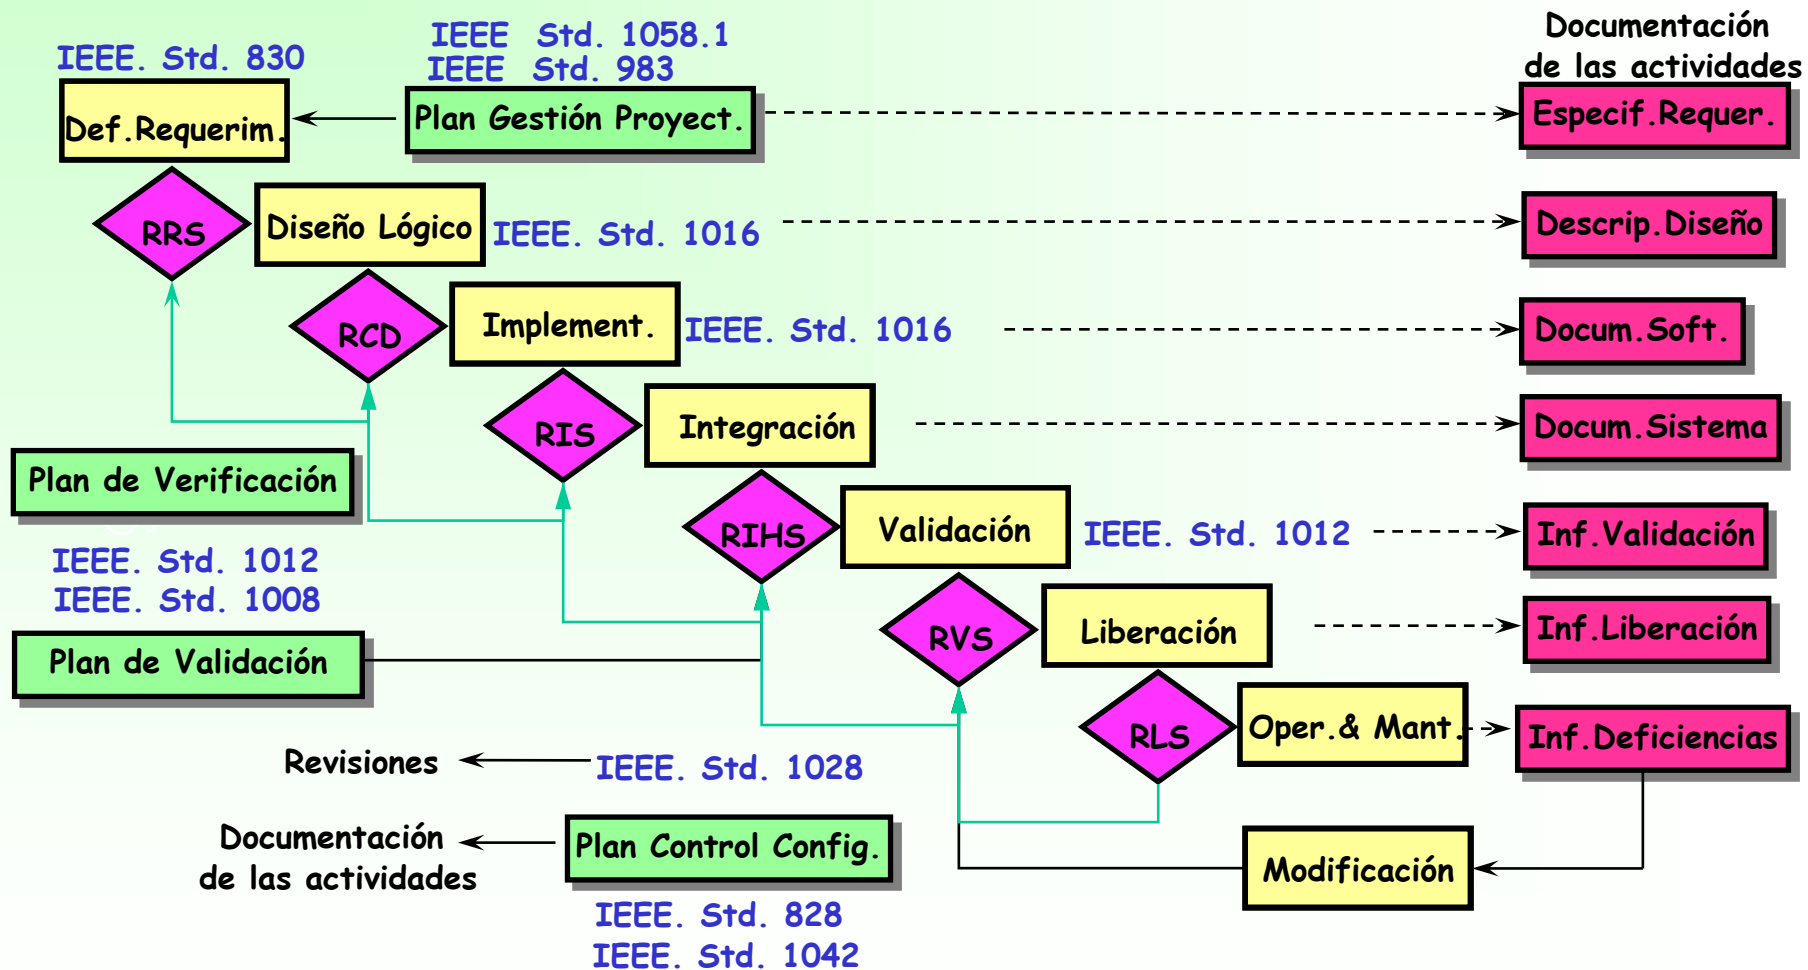 IEEE. Std. 830
IEEE Std. 1058.1
IEEE Std. 983
Documentación
de las actividades
Def.Requerim.
Plan Gestión Proyect.
Especif.Requer.
RRS
Diseño Lógico
IEEE. Std. 1016
Descrip.Diseño
RCD
Implement.
IEEE. Std. 1016
Docum.Soft.
RIS
Integración
Docum.Sistema
Plan de Verificación
IEEE. Std. 1012
IEEE. Std. 1008
RIHS
Validación
IEEE. Std. 1012
Inf.Validación
Plan de Validación
RVS
Liberación
Inf.Liberación
RLS
Oper.& Mant.
Inf.Deficiencias
Revisiones
IEEE. Std. 1028
Documentación
de las actividades
Plan Control Config.
Modificación
IEEE. Std. 828
IEEE. Std. 1042